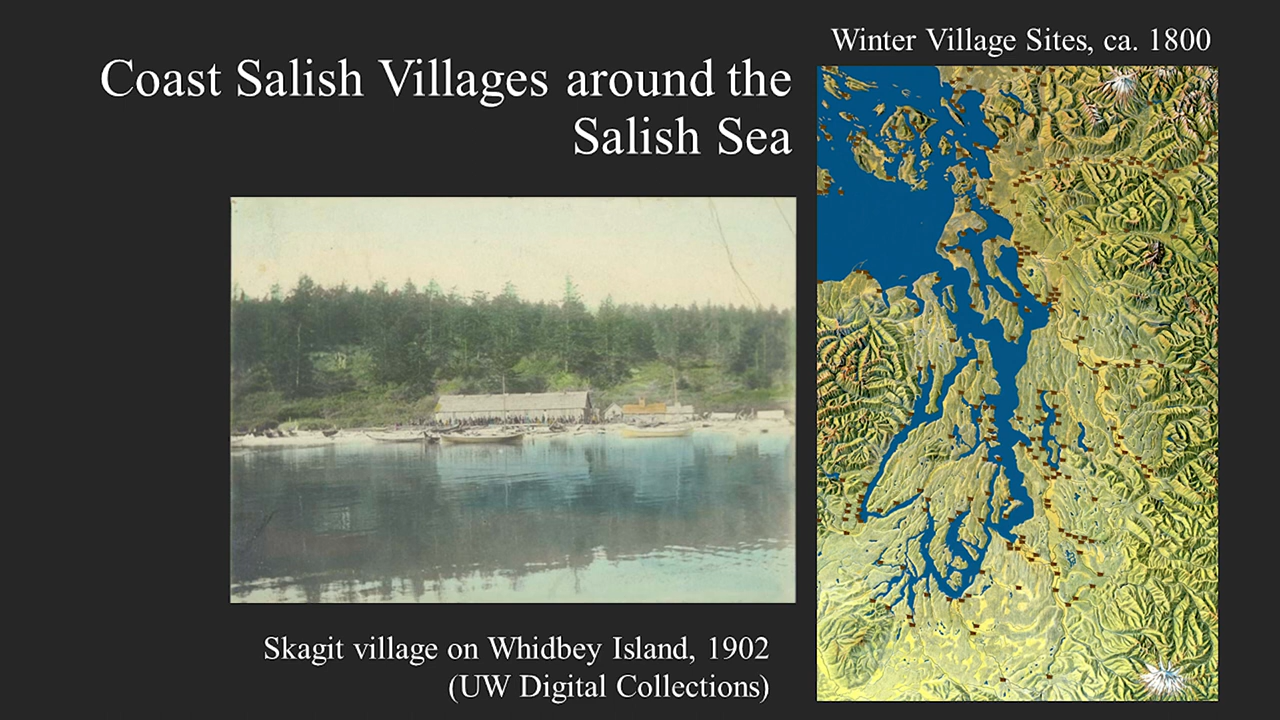 Coast Salish Villages around the
Salish Sea
Winter Village Sites, ca. 1800
Skagit village on Whidbey Island, 1902
(UW Digital Collections)